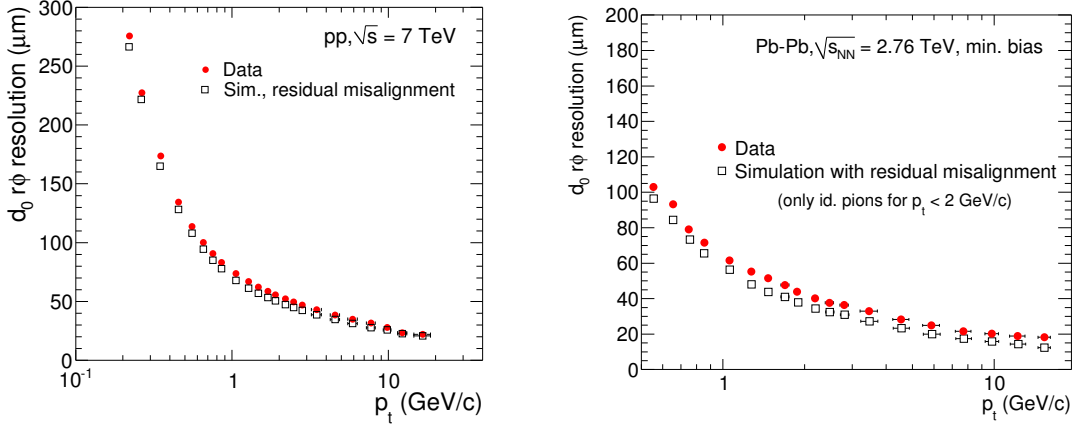 300
250
200
150
100
50
0
d₀ rφ resolution (μm)
pp,√s = 7 TeV
Data
Sim., residual misalignment
10⁻¹
1
10
pₜ (GeV/c)
200
180
160
140
120
100
80
60
40
20
0
d₀ rφ resolution (μm)
Pb-Pb,√sNN = 2.76 TeV, min. bias
Data
Simulation with residual misalignment
(only id. pions for pₜ < 2 GeV/c)
1
10
pₜ (GeV/c)